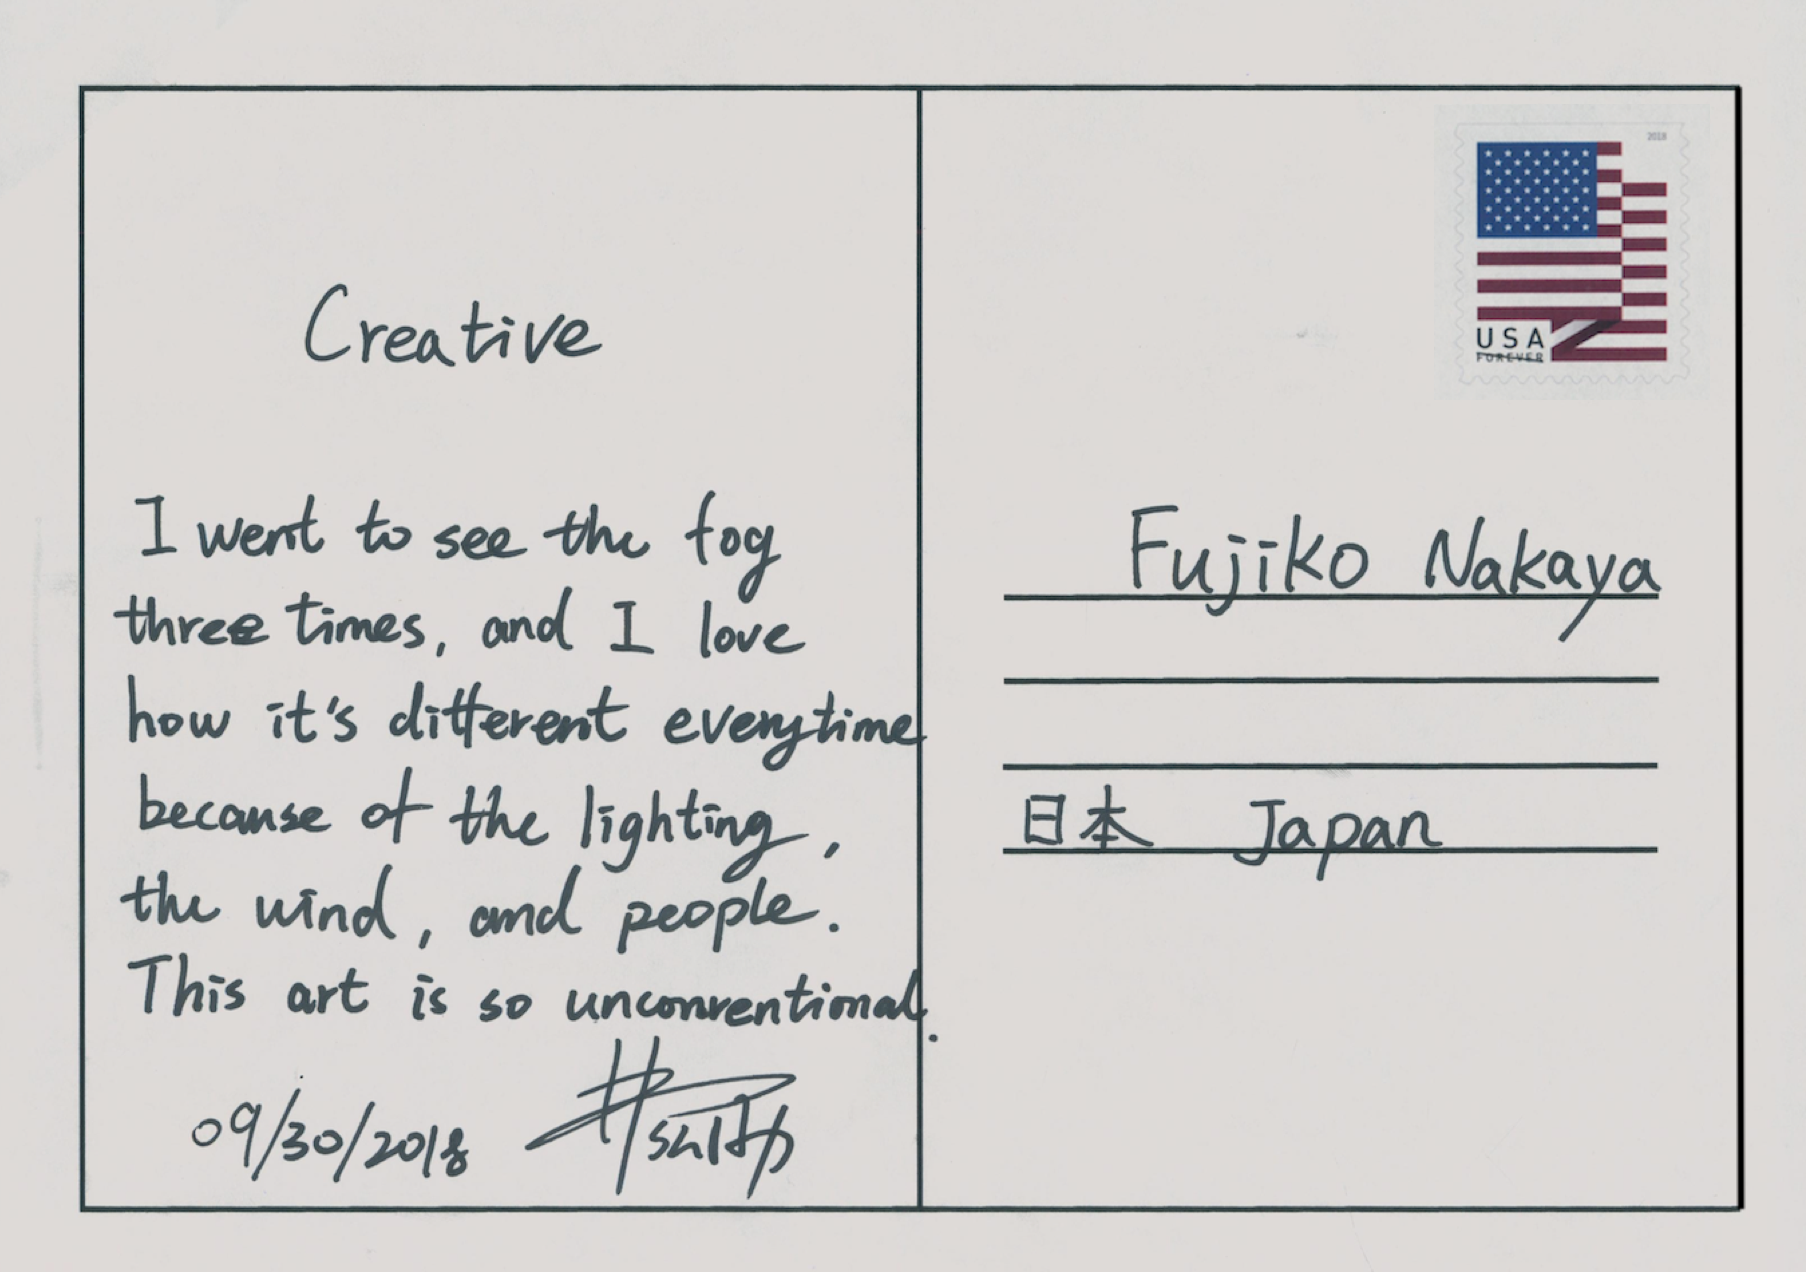 Creative
I went to see the fog
three times, and I love
how it's different everytime
because of the lighting,
the wind, and people.
This art is so unconventional.
09/30/2018
2018
USA
FOREVER
Fujiko Nakaya
日本 Japan